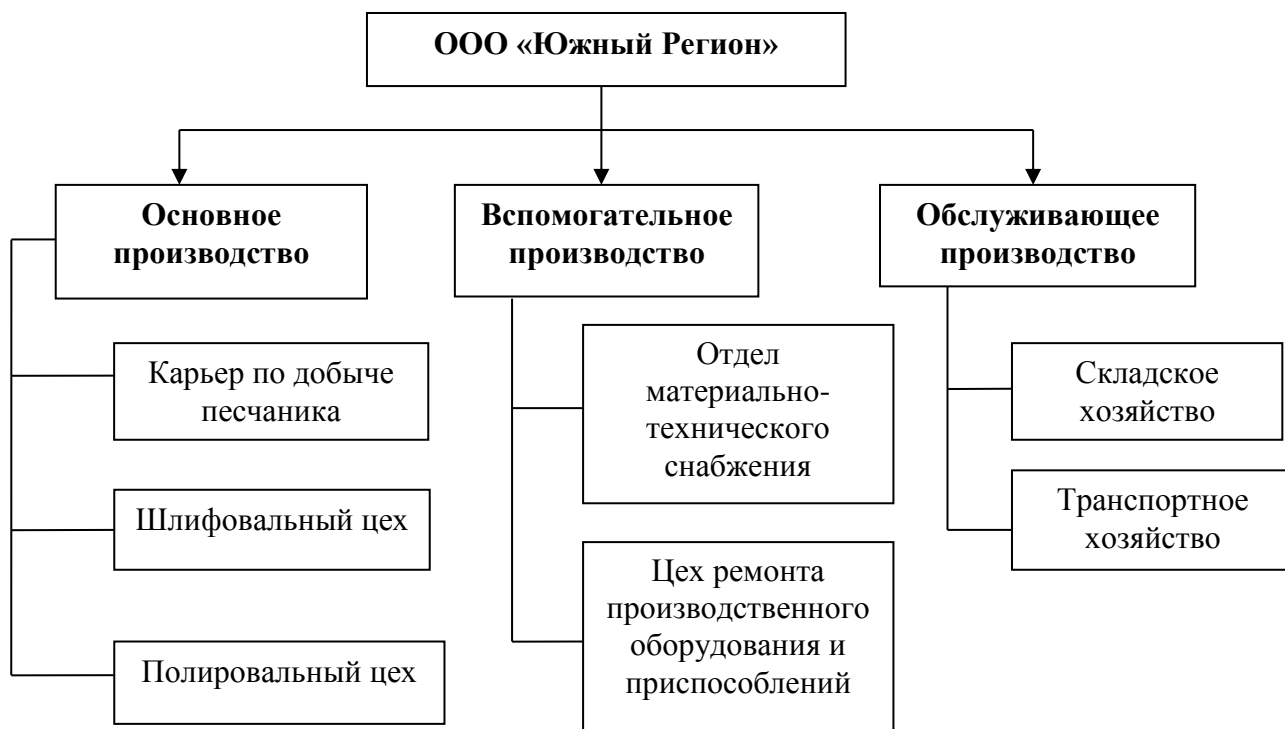 ООО «Южный Регион»
Основное
производство
Вспомогательное
производство
Обслуживающее
производство
Карьер по добыче
песчаника
Шлифовальный цех
Полировальный цех
Отдел
материально-
технического
снабжения
Цех ремонта
производственного
оборудования и
приспособлений
Складское
хозяйство
Транспортное
хозяйство